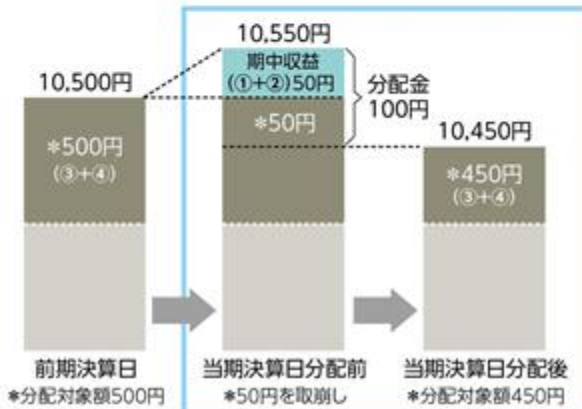 10,550円
期中収益
(①+②)50円
分配金
100円
10,500円
*500円
(③+④)
*50円
10,450円
*450円
(③+④)
前期決算日
*分配対象額500円
当期決算日分配前
*50円を取崩し
当期決算日分配後
*分配対象額450円